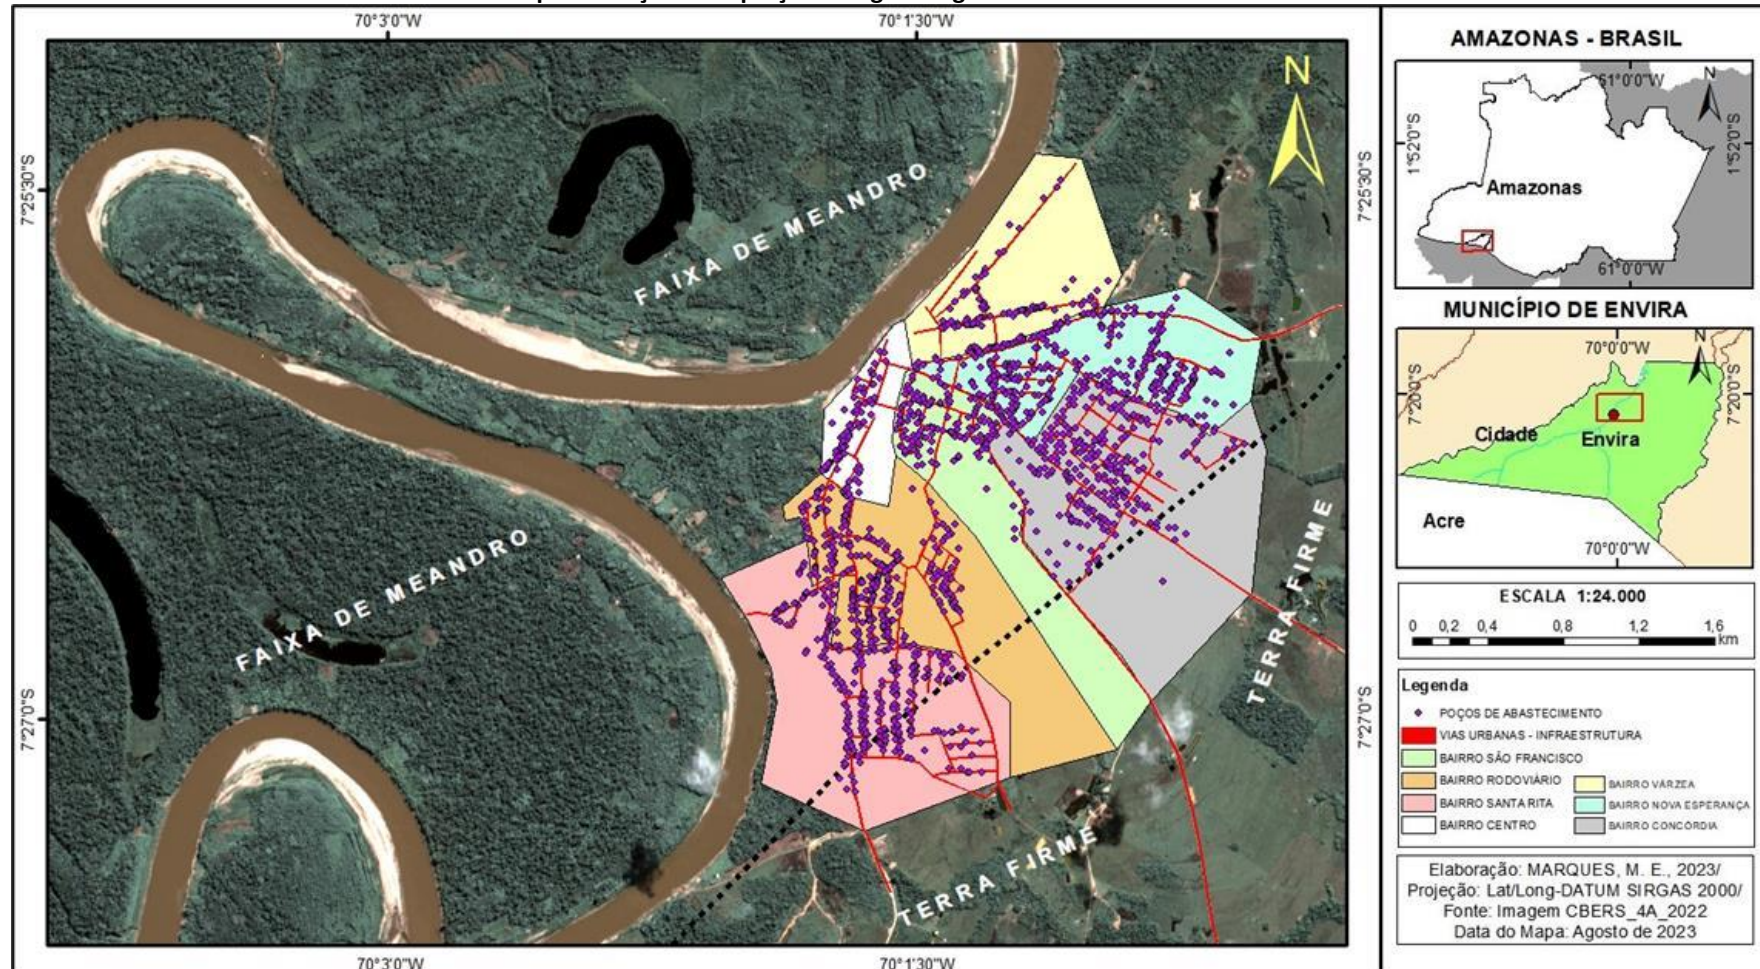 70°3'0"W
70°1'30"W
7°25'30"S
7°25'30"S
N
FAIXA DE MEANDRO
FAIXA DE MEANDRO
TERRA FIRME
TERRA FIRME
7°27'0"S
7°27'0"S
70°3'0"W
70°1'30"W
AMAZONAS - BRASIL
61°0'0"W
N
1°52'0"S
1°52'0"S
Amazonas
61°0'0"W
MUNICÍPIO DE ENVIRA
70°0'0"W
N
7°20'0"S
7°20'0"S
Cidade
Envira
Acre
70°0'0"W
ESCALA 1:24.000
0 0,2 0,4 0,8 1,2 1,6
km
Legenda
POÇOS DE ABASTECIMENTO
VIAS URBANAS - INFRAESTRUTURA
BAIRRO SÃO FRANCISCO
BAIRRO RODOVIÁRIO
BAIRRO VÁRZEA
BAIRRO SANTA RITA
BAIRRO NOVA ESPERANÇA
BAIRRO CENTRO
BAIRRO CONCÓRDIA
Elaboração: MARQUES, M. E., 2023/
Projeção: Lat/Long-DATUM SIRGAS 2000/
Fonte: Imagem CBERS_4A_2022
Data do Mapa: Agosto de 2023